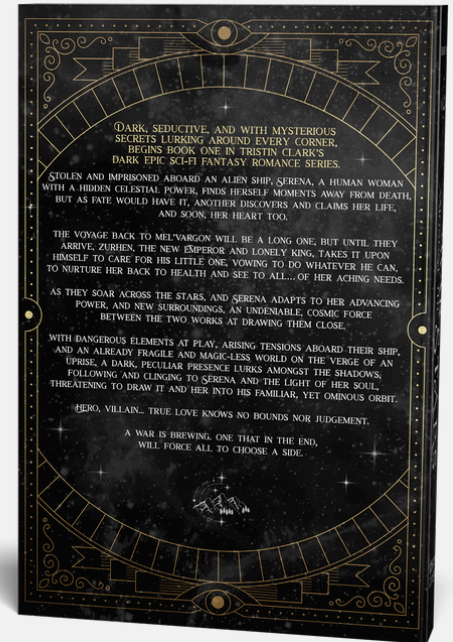 Dark, seductive, and with mysterious
secrets lurking around every corner,
begins book one in Tristin Clark's
dark epic sci-fi fantasy romance series.
Stolen and imprisoned aboard an alien ship, Serena, a human woman
with a hidden celestial power, finds herself moments away from death,
but as fate would have it, another discovers and claims her life,
and soon, her heart too.
The voyage back to Mel'Vargon will be a long one, but until they
arrive, Zurhen, the new emperor and lonely king, takes it upon
himself to care for his little one, vowing to do whatever he can,
to nurture her back to health and see to all... of her aching needs.
As they soar across the stars, and Serena adapts to her advancing
power, and new surroundings, an undeniable, cosmic force
between the two works at drawing them close.
With dangerous elements at play, arising tensions aboard their ship,
and an already fragile and magic-less world on the verge of an
uprise, a dark, peculiar presence lurks amongst the shadows,
following and clinging to Serena and the light of her soul,
threatening to draw it and her into his familiar, yet ominous orbit.
Hero, villain... true love knows no bounds nor judgement.
A war is brewing. One that in the end,
will force all to choose a side.